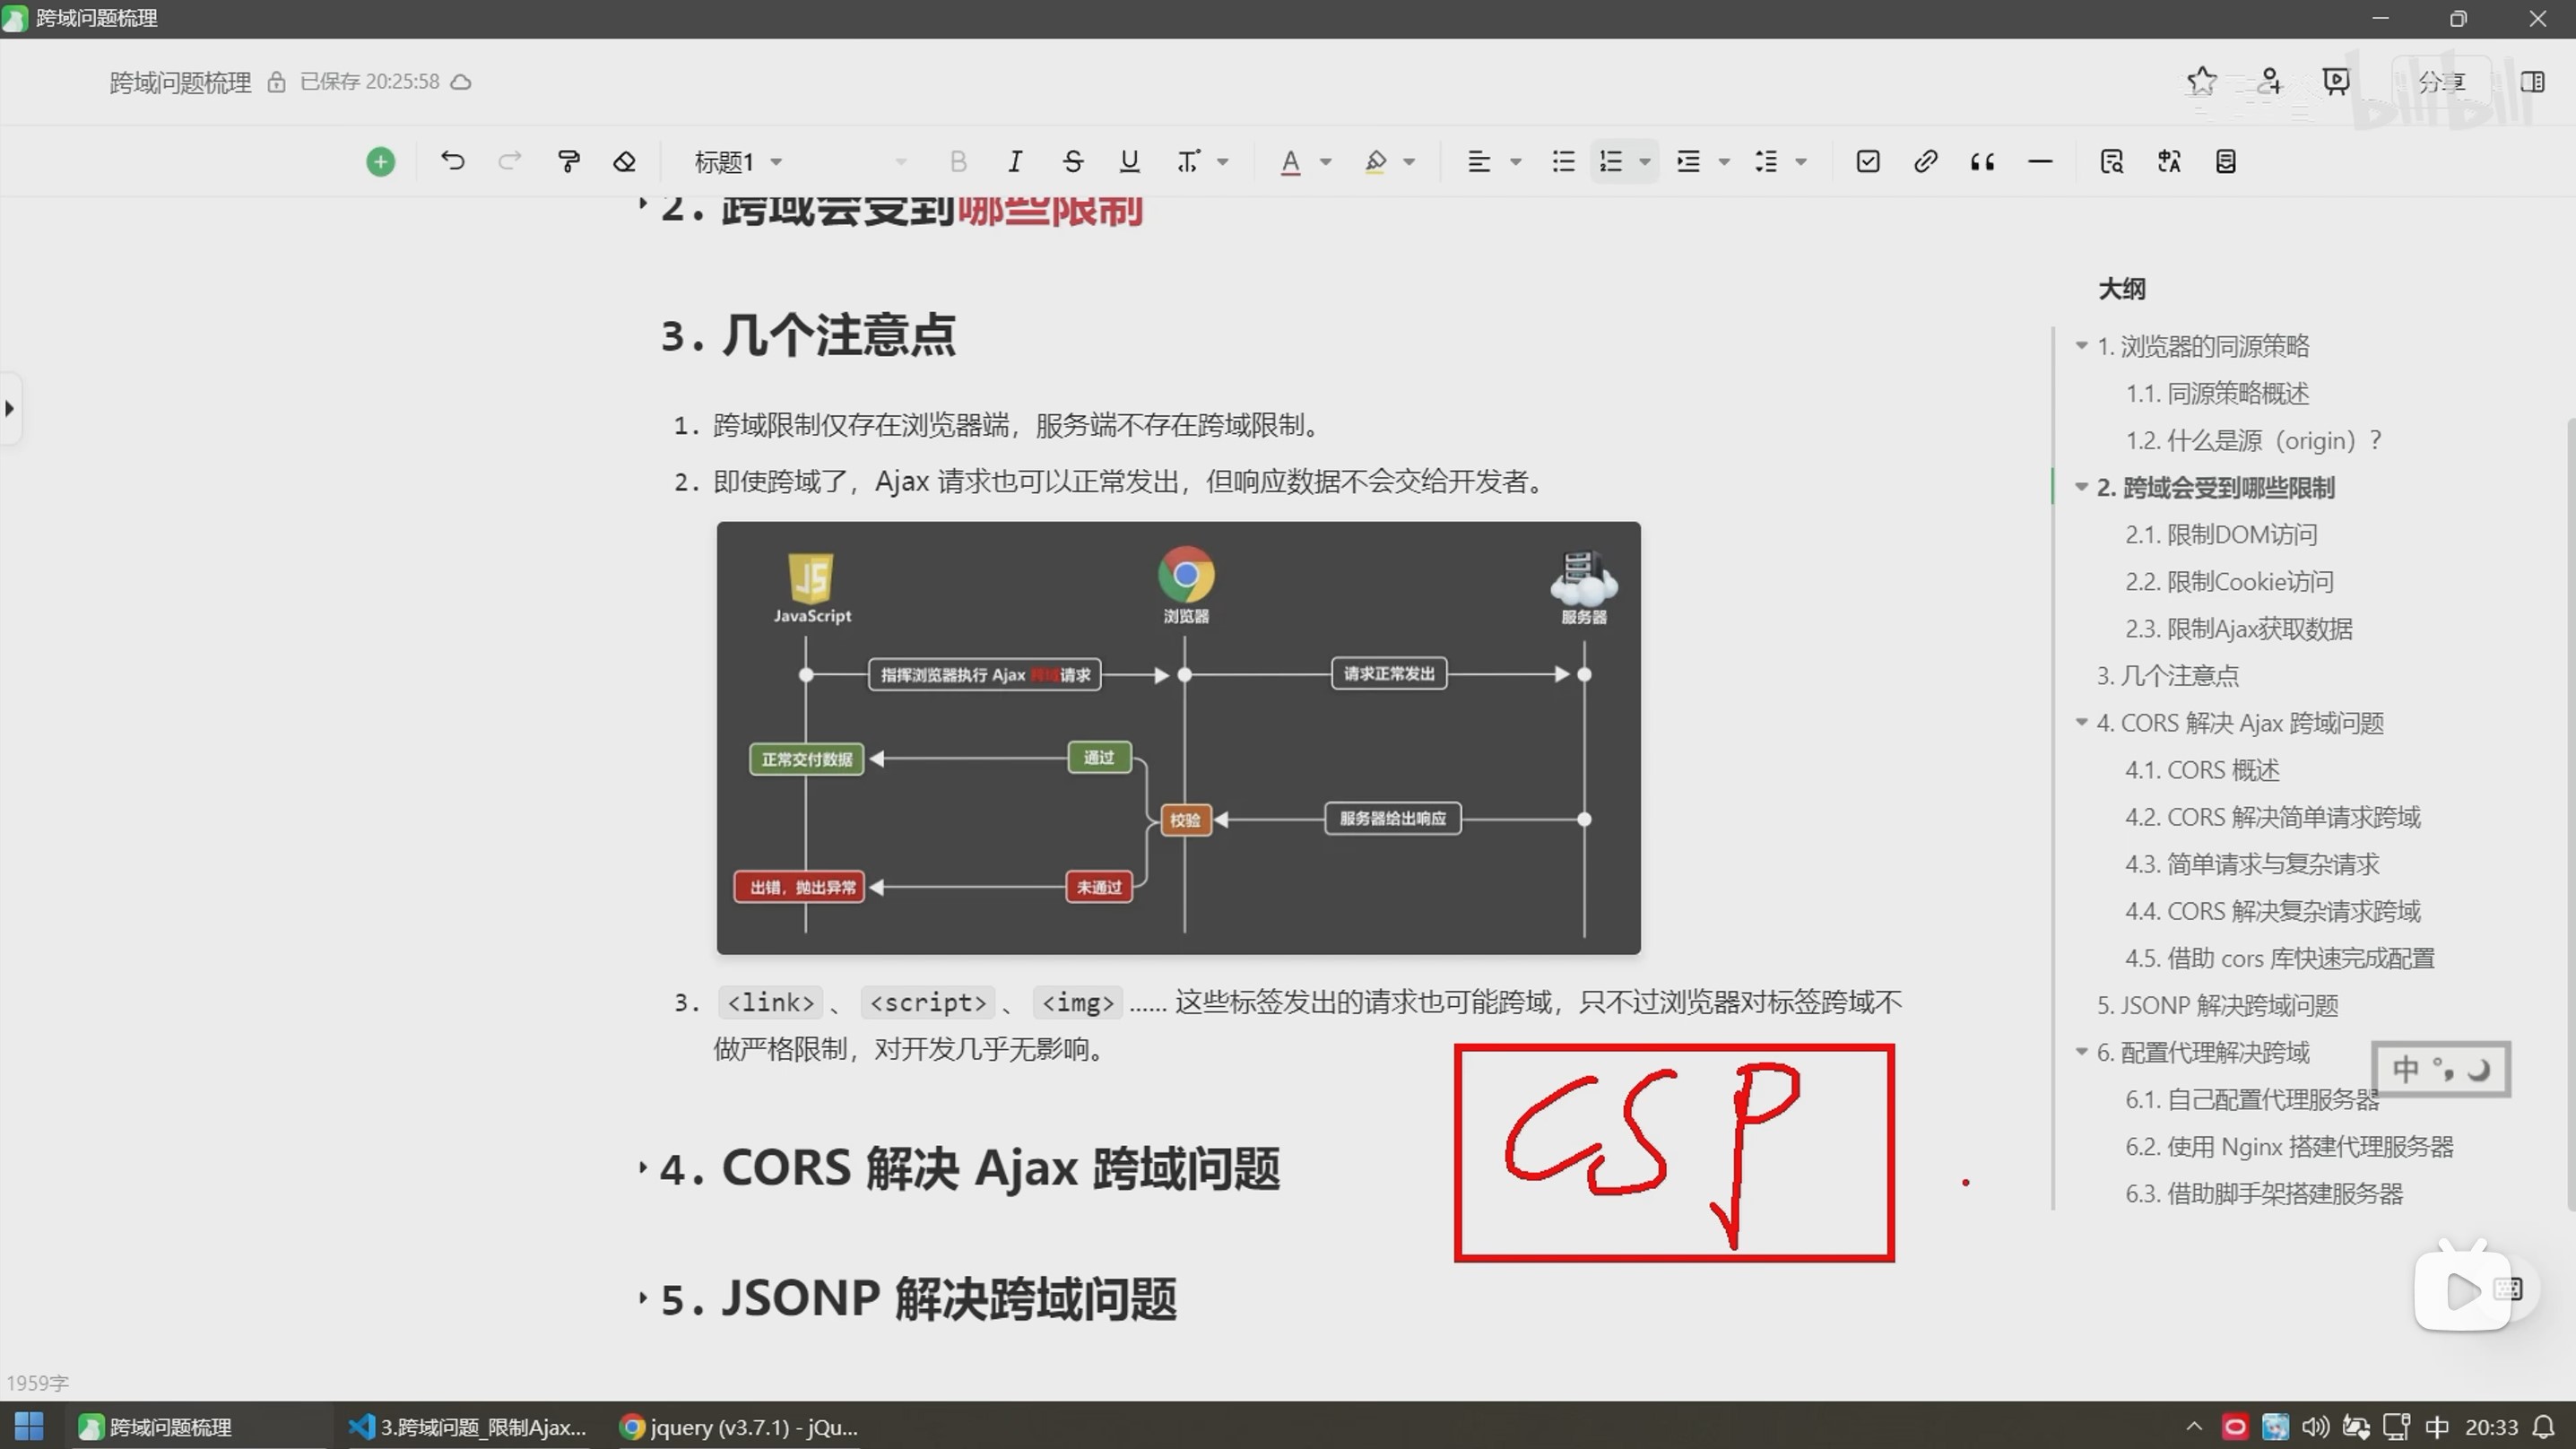 跨域问题梳理
跨域问题梳理 已保存 20:25:58
分享
bilibili
标题1
2. 跨域会受到哪些限制
3. 几个注意点
1. 跨域限制仅存在浏览器端，服务端不存在跨域限制。
2. 即使跨域了，Ajax 请求也可以正常发出，但响应数据不会交给开发者。
JavaScript
浏览器
服务器
指挥浏览器执行 Ajax 跨域请求
请求正常发出
正常交付数据
通过
校验
服务器给出响应
出错，抛出异常
未通过
3. <link> 、 <script> 、 <img> …… 这些标签发出的请求也可能跨域，只不过浏览器对标签跨域不
做严格限制，对开发几乎无影响。
CSP
4. CORS 解决 Ajax 跨域问题
5. JSONP 解决跨域问题
大纲
1. 浏览器的同源策略
1.1. 同源策略概述
1.2. 什么是源（origin）?
2. 跨域会受到哪些限制
2.1. 限制DOM访问
2.2. 限制Cookie访问
2.3. 限制Ajax获取数据
3. 几个注意点
4. CORS 解决 Ajax 跨域问题
4.1. CORS 概述
4.2. CORS 解决简单请求跨域
4.3. 简单请求与复杂请求
4.4. CORS 解决复杂请求跨域
4.5. 借助 cors 库快速完成配置
5. JSONP 解决跨域问题
6. 配置代理解决跨域
中 °,
6.1. 自己配置代理服务器
6.2. 使用 Nginx 搭建代理服务器
6.3. 借助脚手架搭建服务器
1959字
跨域问题梳理
3.跨域问题_限制Ajax...
jquery (v3.7.1) - jQu...
中 20:33